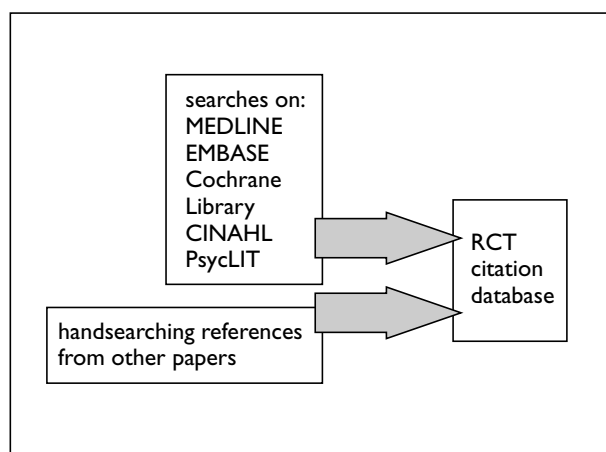 searches on:
MEDLINE
EMBASE
Cochrane
Library
CINAHL
PsycLIT
handsearching references
from other papers
RCT
citation
database